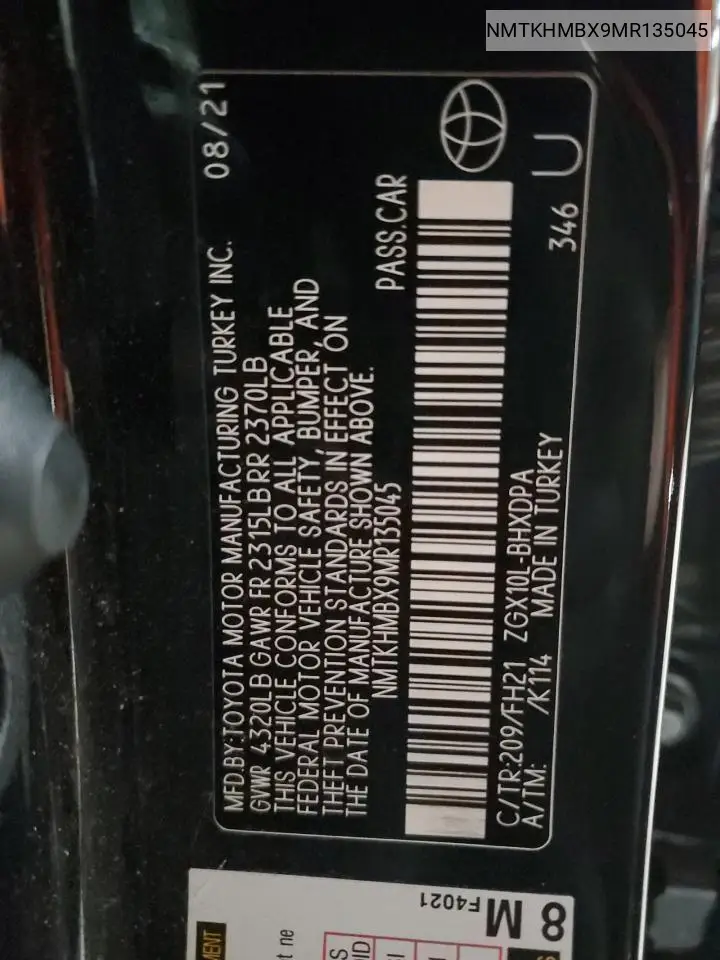 NMTKHMBX9MR135045
MFD.BY:TOYOTA MOTOR MANUFACTURING TURKEY INC. 08/21
GVWR 4320LB GAWR FR 2315LB RR 2370LB
THIS VEHICLE CONFORMS TO ALL APPLICABLE
FEDERAL MOTOR VEHICLE SAFETY, BUMPER, AND
THEFT PREVENTION STANDARDS IN EFFECT ON
THE DATE OF MANUFACTURE SHOWN ABOVE.
NMTKHMBX9MR135045 PASS.CAR
C/TR:209/FH21 ZGX10L-BHXDPA
A/TM: /K114 MADE IN TURKEY 346 U
8 M
F4021